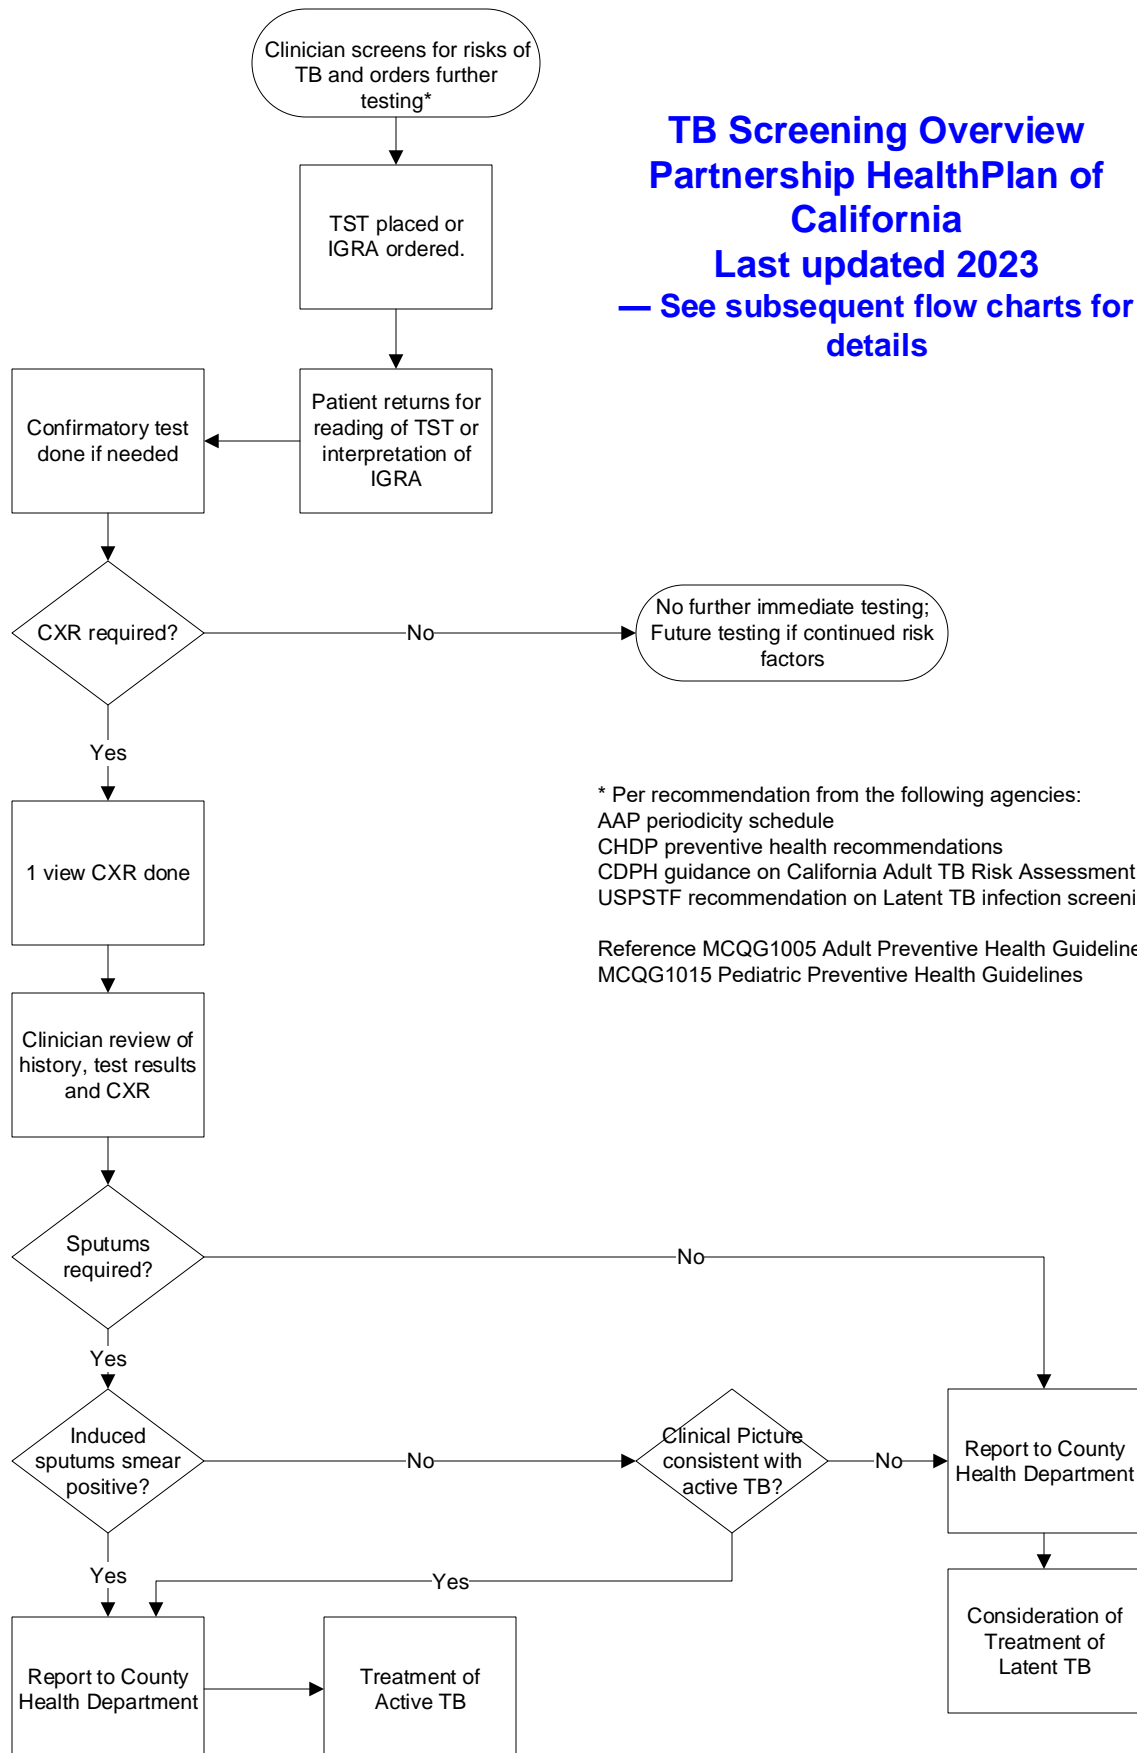 Clinician screens for risks of
TB and orders further
testing*
TB Screening Overview
Partnership HealthPlan of
California
Last updated 2023
— See subsequent flow charts for
details
TST placed or
IGRA ordered.
Patient returns for
reading of TST or
interpretation of
IGRA
Confirmatory test
done if needed
CXR required?
No
No further immediate testing;
Future testing if continued risk
factors
Yes
1 view CXR done
* Per recommendation from the following agencies:
AAP periodicity schedule
CHDP preventive health recommendations
CDPH guidance on California Adult TB Risk Assessment
USPSTF recommendation on Latent TB infection screeni
Reference MCQG1005 Adult Preventive Health Guideline
MCQG1015 Pediatric Preventive Health Guidelines
Clinician review of
history, test results
and CXR
Sputums
required?
No
Yes
Induced
sputums smear
positive?
No
Clinical Picture
consistent with
active TB?
No
Report to County
Health Department
Yes
Yes
Report to County
Health Department
Treatment of
Active TB
Consideration of
Treatment of
Latent TB